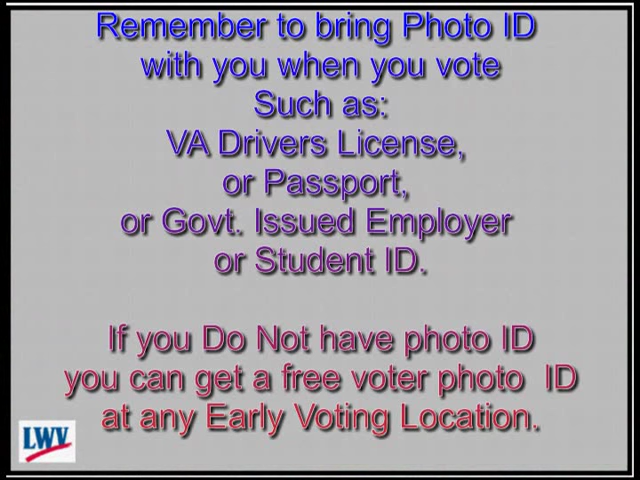 Remember to bring Photo ID
with you when you vote
Such as:
VA Drivers License,
or Passport,
or Govt. Issued Employer
or Student ID.
If you Do Not have photo ID
you can get a free voter photo ID
at any Early Voting Location.
LWV